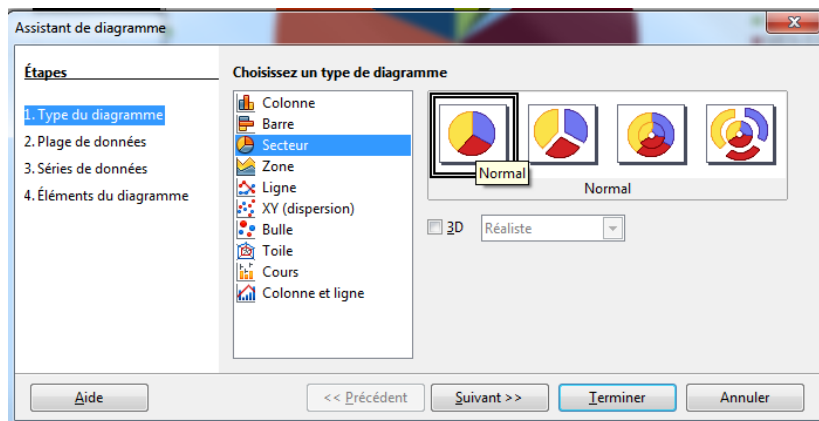 Assistant de diagramme
Étapes
1. Type du diagramme
2. Plage de données
3. Séries de données
4. Éléments du diagramme
Choisissez un type de diagramme
Colonne
Barre
Secteur
Zone
Ligne
XY (dispersion)
Bulle
Toile
Cours
Colonne et ligne
Normal
Normal
3D
Réaliste
Aide
<< Précédent
Suivant >>
Terminer
Annuler